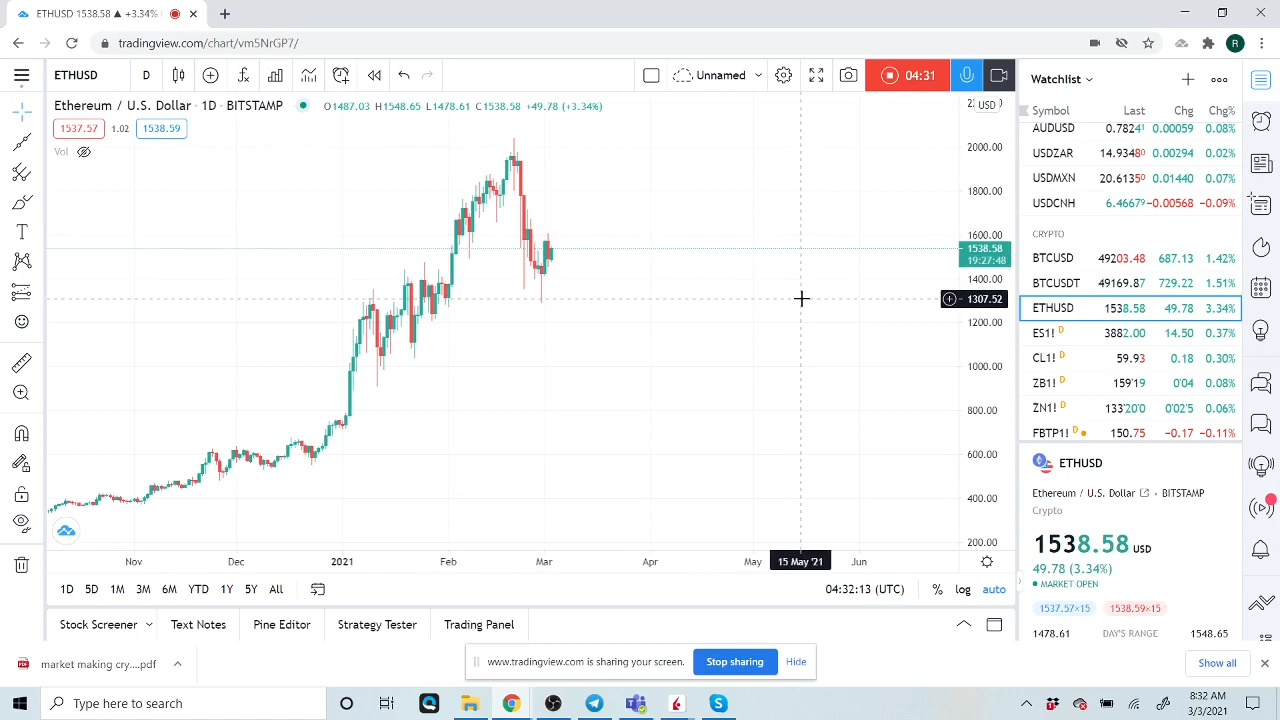 ETHUSD 1538.58 ▲ +3.34%
tradingview.com/chart/vm5NrGP7/
R
ETHUSD D Unnamed 04:31
Ethereum / U.S. Dollar · 1D · BITSTAMP O1487.03 H1548.65 L1478.61 C1538.58 +49.78 (+3.34%)
1537.57 1.02 1538.59
Vol
USD
2000.00
1800.00
1600.00
1538.58
19:27:48
1400.00
1307.52
1200.00
1000.00
800.00
600.00
400.00
200.00
Nov Dec 2021 Feb Mar Apr May 15 May '21 Jun
1D 5D 1M 3M 6M YTD 1Y 5Y All 04:32:13 (UTC) % log auto
Stock Screener Text Notes Pine Editor Strategy Tester Trading Panel
Watchlist
Symbol Last Chg Chg%
AUDUSD 0.78241 0.00059 0.08%
USDZAR 14.93480 0.00294 0.02%
USDMXN 20.61350 0.01440 0.07%
USDCNH 6.46679 −0.00568 −0.09%
CRYPTO
BTCUSD 49203.48 687.13 1.42%
BTCUSDT 49169.87 729.22 1.51%
ETHUSD 1538.58 49.78 3.34%
ES1! D 3882.00 14.50 0.37%
CL1! D 59.93 0.18 0.30%
ZB1! D 159'19 0'04 0.08%
ZN1! D 133'20'0 0'02'5 0.06%
FBTP1! D 150.75 −0.17 −0.11%
ETHUSD
Ethereum / U.S. Dollar · BITSTAMP
Crypto
1538.58 USD
49.78 (3.34%)
MARKET OPEN
1537.57×15 1538.59×15
1478.61 DAY'S RANGE 1548.65
market making cry....pdf
www.tradingview.com is sharing your screen. Stop sharing Hide
Show all
Type here to search
8:32 AM
3/3/2021